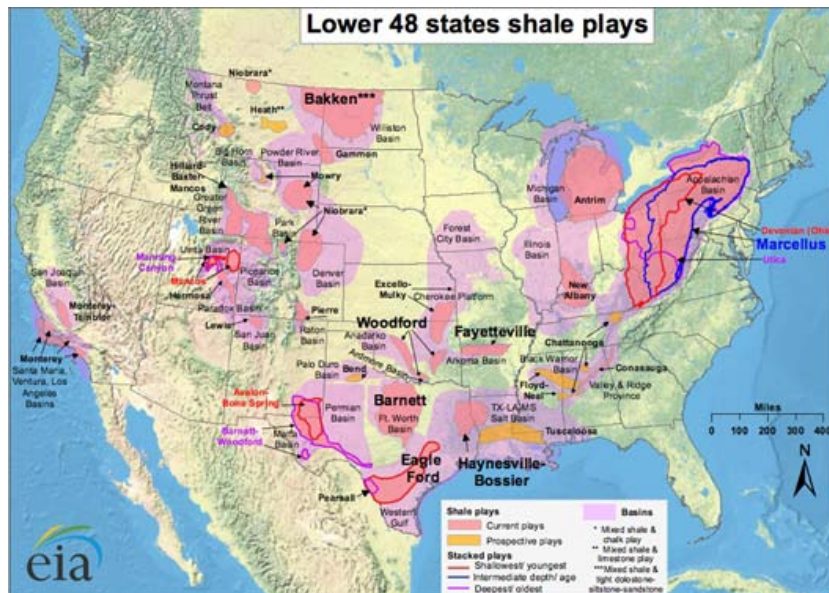 Lower 48 states shale plays
Niobrara*
Montana
Thrust
Belt
Bakken***
Heath**
Cody
Williston
Basin
Big Horn
Basin
Powder River
Basin
Gammon
Hilliard-
Baxter-
Mancos
Mowry
Greater
Green
River
Basin
Niobrara*
Park
Basin
Michigan
Basin
Antrim
Appalachian
Basin
Devonian (Ohio
Marcellus
Utica
Forest
City Basin
Illinois
Basin
Uinta Basin
Manning
Canyon
Mancos
Piceance
Basin
Denver
Basin
Hermosa
Paradox Basin
San Joaquin
Basin
Monterey-
Temblor
Lewis
San Juan
Basin
Pierre
Raton
Basin
Excello-
Mulky
Cherokee Platform
New
Albany
Woodford
Fayetteville
Chattanooga
Anadarko
Basin
Ardmore Basin
Arkoma Basin
Black Warrior
Basin
Conasauga
Monterey
Santa Maria,
Ventura, Los
Angeles
Basins
Palo Duro
Basin
Bend
Floyd-
Neal
Valley & Ridge
Province
Avalon-
Bone Spring
Permian
Basin
Barnett
Ft. Worth
Basin
TX-LA-MS
Salt Basin
Tuscaloosa
Barnett-
Woodford
Marfa
Basin
Eagle
Ford
Haynesville-
Bossier
Pearsall
Western
Gulf
Miles
0 100 200 300 400
N
eia
Shale plays
Current plays
Prospective plays
Stacked plays
Shallowest/ youngest
Intermediate depth/ age
Deepest/ oldest
Basins
* Mixed shale &
chalk play
** Mixed shale &
limestone play
***Mixed shale &
tight dolostone-
siltstone-sandstone